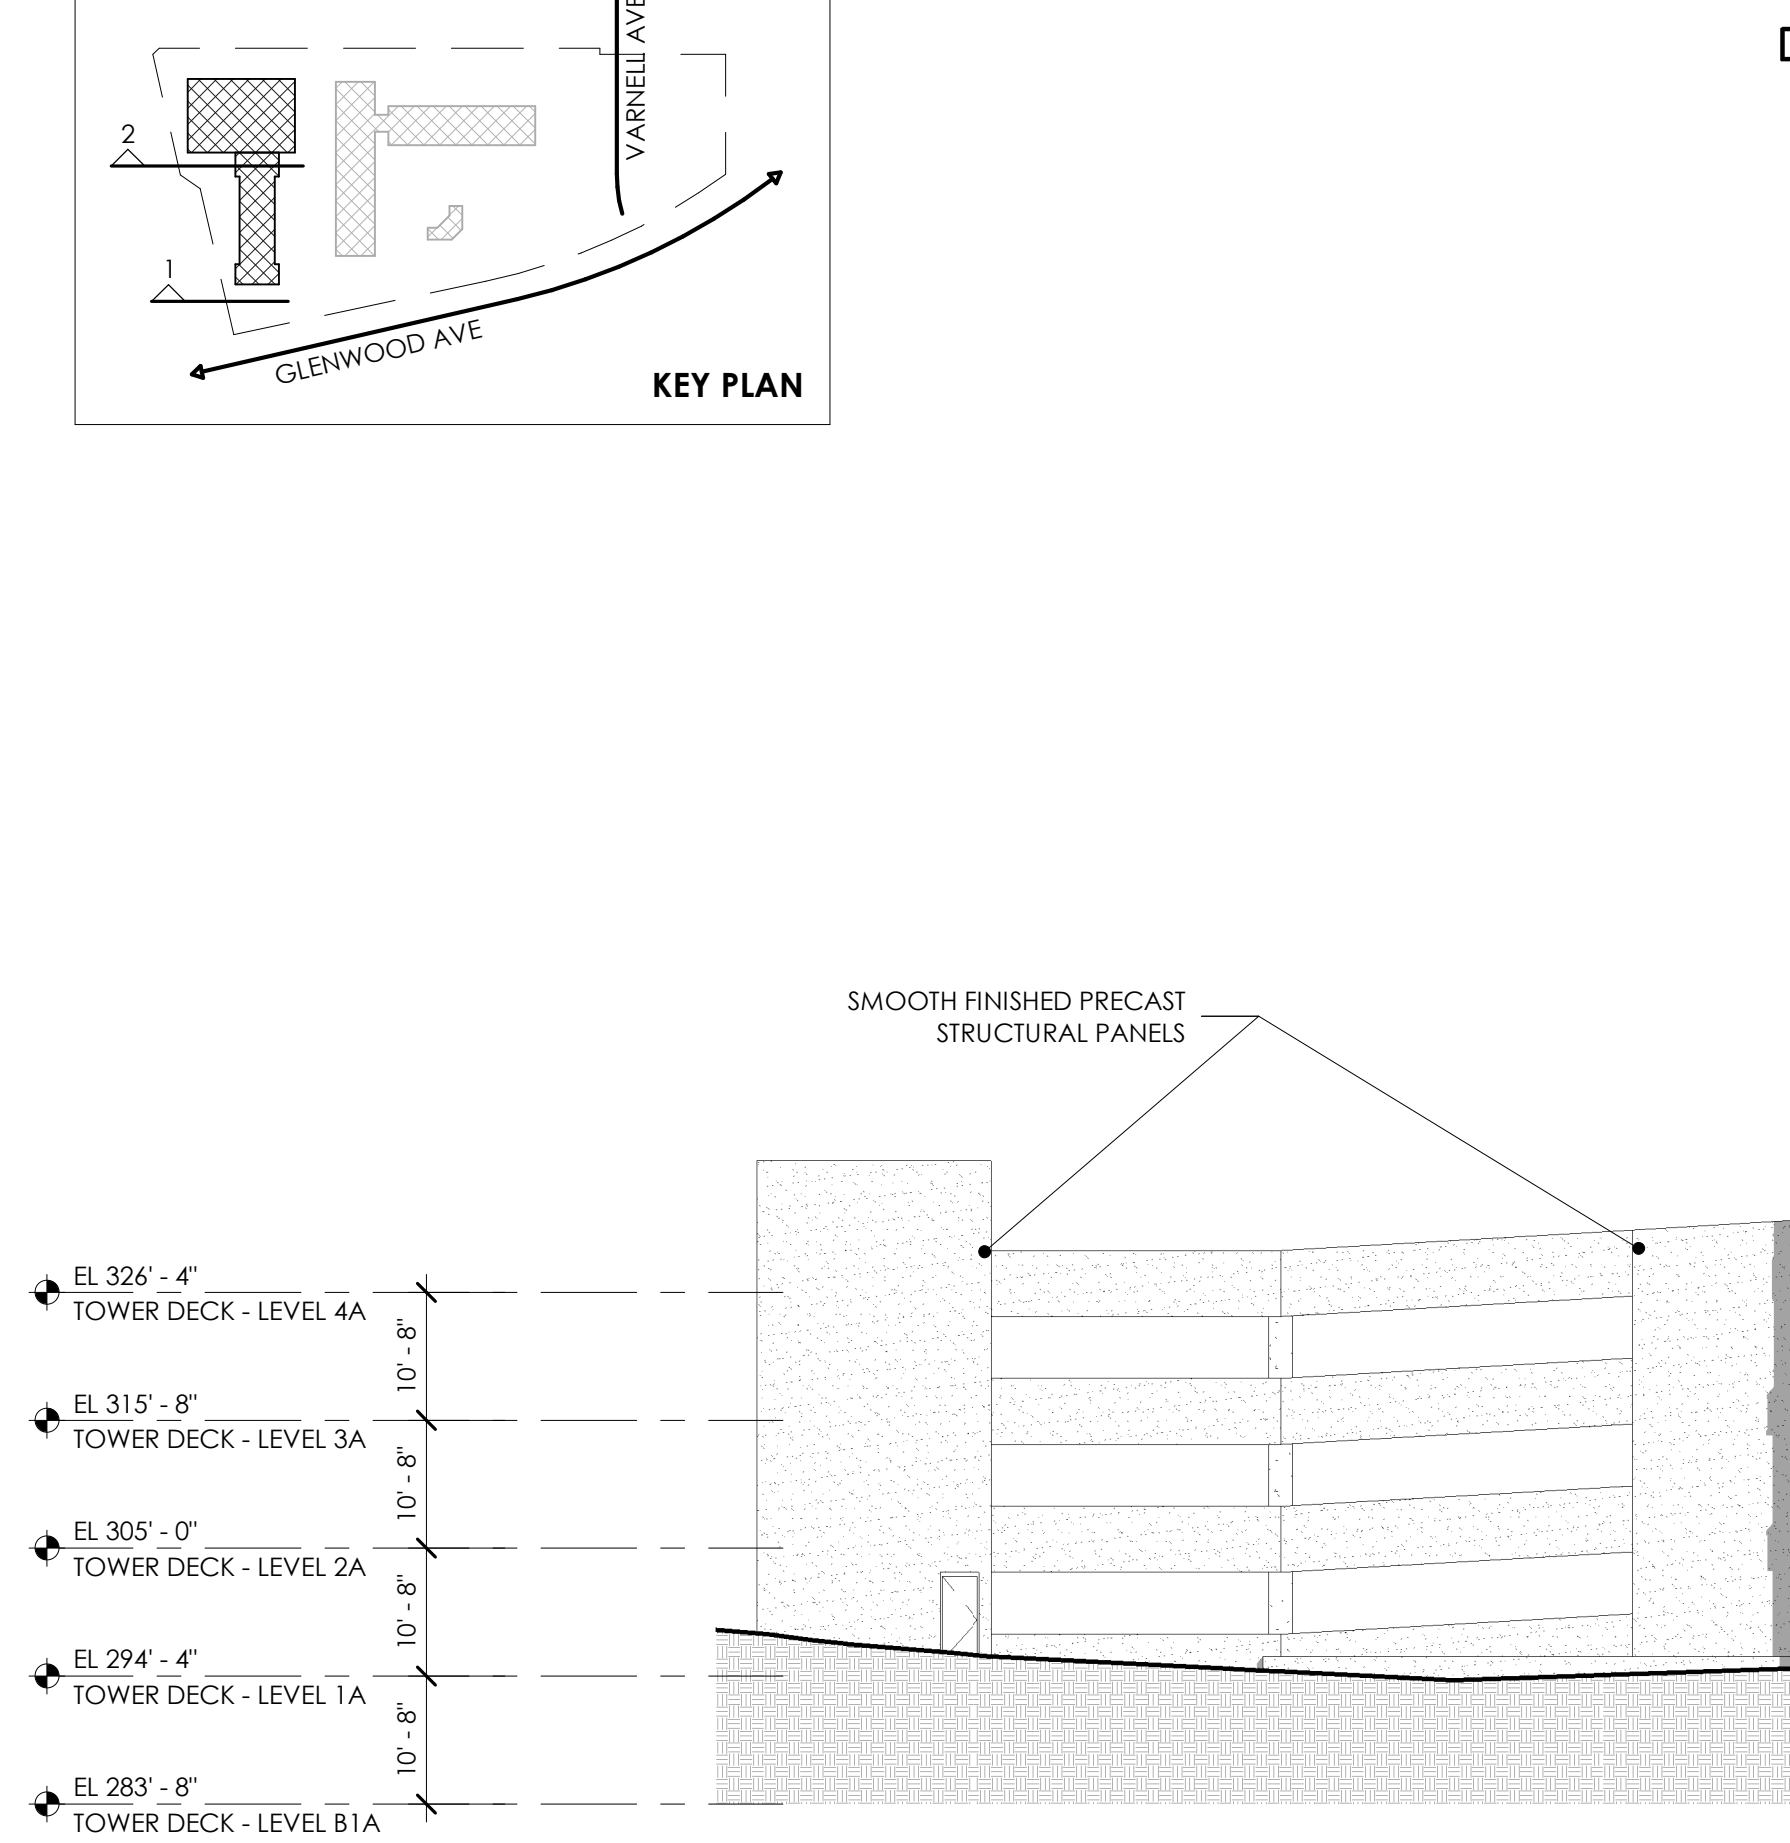 VARNELL AVE
2
1
GLENWOOD AVE
KEY PLAN
SMOOTH FINISHED PRECAST
STRUCTURAL PANELS
EL 326' - 4"
TOWER DECK - LEVEL 4A
10' - 8"
EL 315' - 8"
TOWER DECK - LEVEL 3A
10' - 8"
EL 305' - 0"
TOWER DECK - LEVEL 2A
10' - 8"
EL 294' - 4"
TOWER DECK - LEVEL 1A
10' - 8"
EL 283' - 8"
TOWER DECK - LEVEL B1A